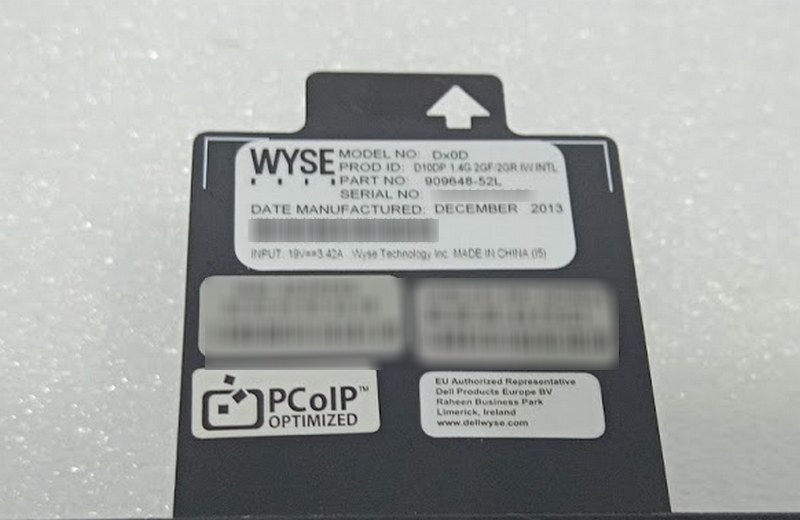 WYSE
MODEL NO: Dx0D
PROD ID: D10DP 1.4G 2GF/2GR IW INTL
PART NO: 909648-52L
SERIAL NO:
DATE MANUFACTURED: DECEMBER 2013
INPUT: 19V==3.42A Wyse Technology Inc. MADE IN CHINA (I5)
PCoIP™
OPTIMIZED
EU Authorized Representative
Dell Products Europe BV
Raheen Business Park
Limerick, Ireland
www.dellwyse.com